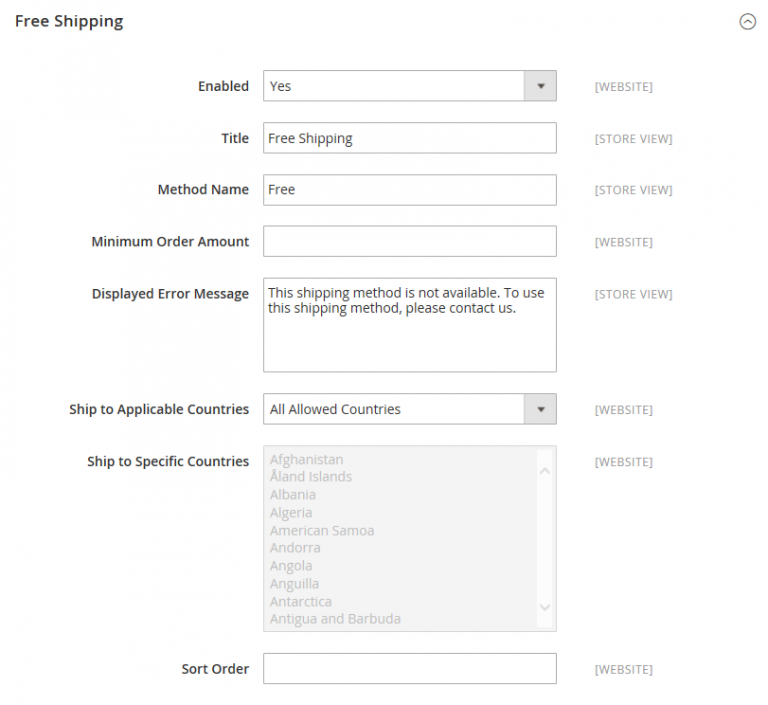 Free Shipping
Enabled Yes [WEBSITE]
Title Free Shipping [STORE VIEW]
Method Name Free [STORE VIEW]
Minimum Order Amount [WEBSITE]
Displayed Error Message This shipping method is not available. To use [STORE VIEW]
this shipping method, please contact us.
Ship to Applicable Countries All Allowed Countries [WEBSITE]
Ship to Specific Countries Afghanistan [WEBSITE]
Åland Islands
Albania
Algeria
American Samoa
Andorra
Angola
Anguilla
Antarctica
Antigua and Barbuda
Sort Order [WEBSITE]